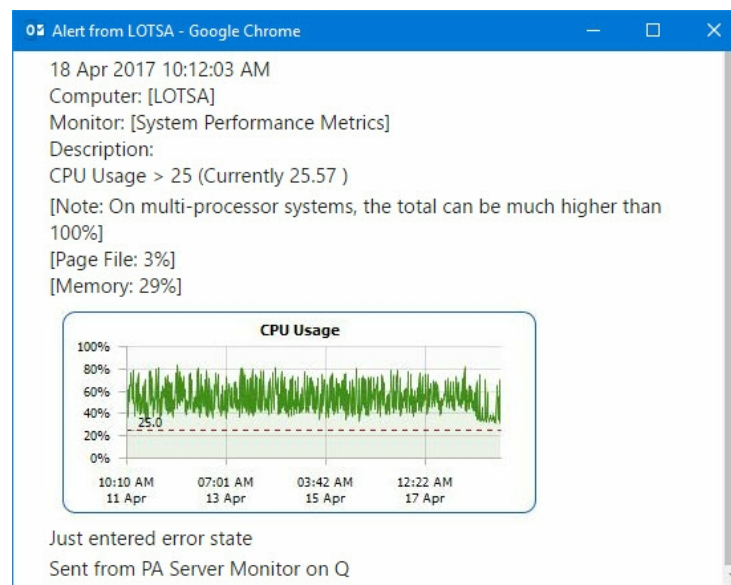 Alert from LOTSA - Google Chrome
18 Apr 2017 10:12:03 AM
Computer: [LOTSA]
Monitor: [System Performance Metrics]
Description:
CPU Usage > 25 (Currently 25.57 )
[Note: On multi-processor systems, the total can be much higher than
100%]
[Page File: 3%]
[Memory: 29%]
CPU Usage
100%
80%
60%
40%
25.0
20%
0%
10:10 AM 07:01 AM 03:42 AM 12:22 AM
11 Apr 13 Apr 15 Apr 17 Apr
Just entered error state
Sent from PA Server Monitor on Q